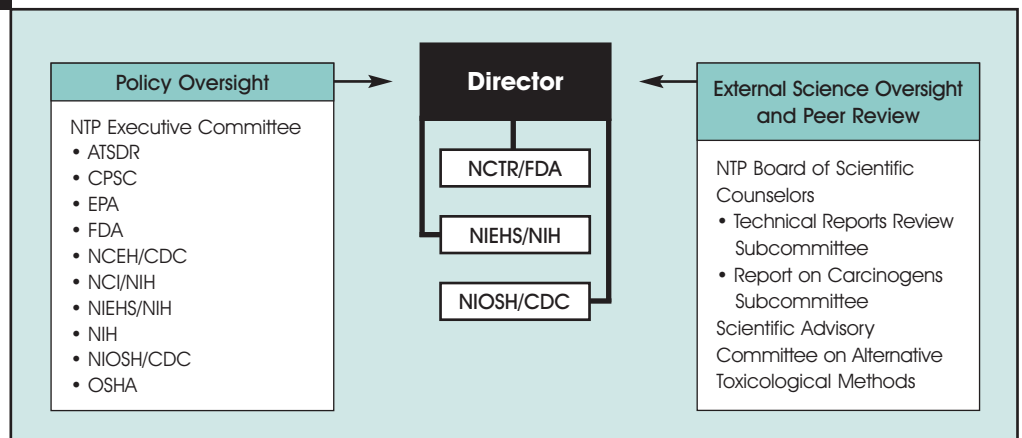 Policy Oversight
NTP Executive Committee
• ATSDR
• CPSC
• EPA
• FDA
• NCEH/CDC
• NCI/NIH
• NIEHS/NIH
• NIH
• NIOSH/CDC
• OSHA
Director
NCTR/FDA
NIEHS/NIH
NIOSH/CDC
External Science Oversight
and Peer Review
NTP Board of Scientific
Counselors
• Technical Reports Review
Subcommittee
• Report on Carcinogens
Subcommittee
Scientific Advisory
Committee on Alternative
Toxicological Methods